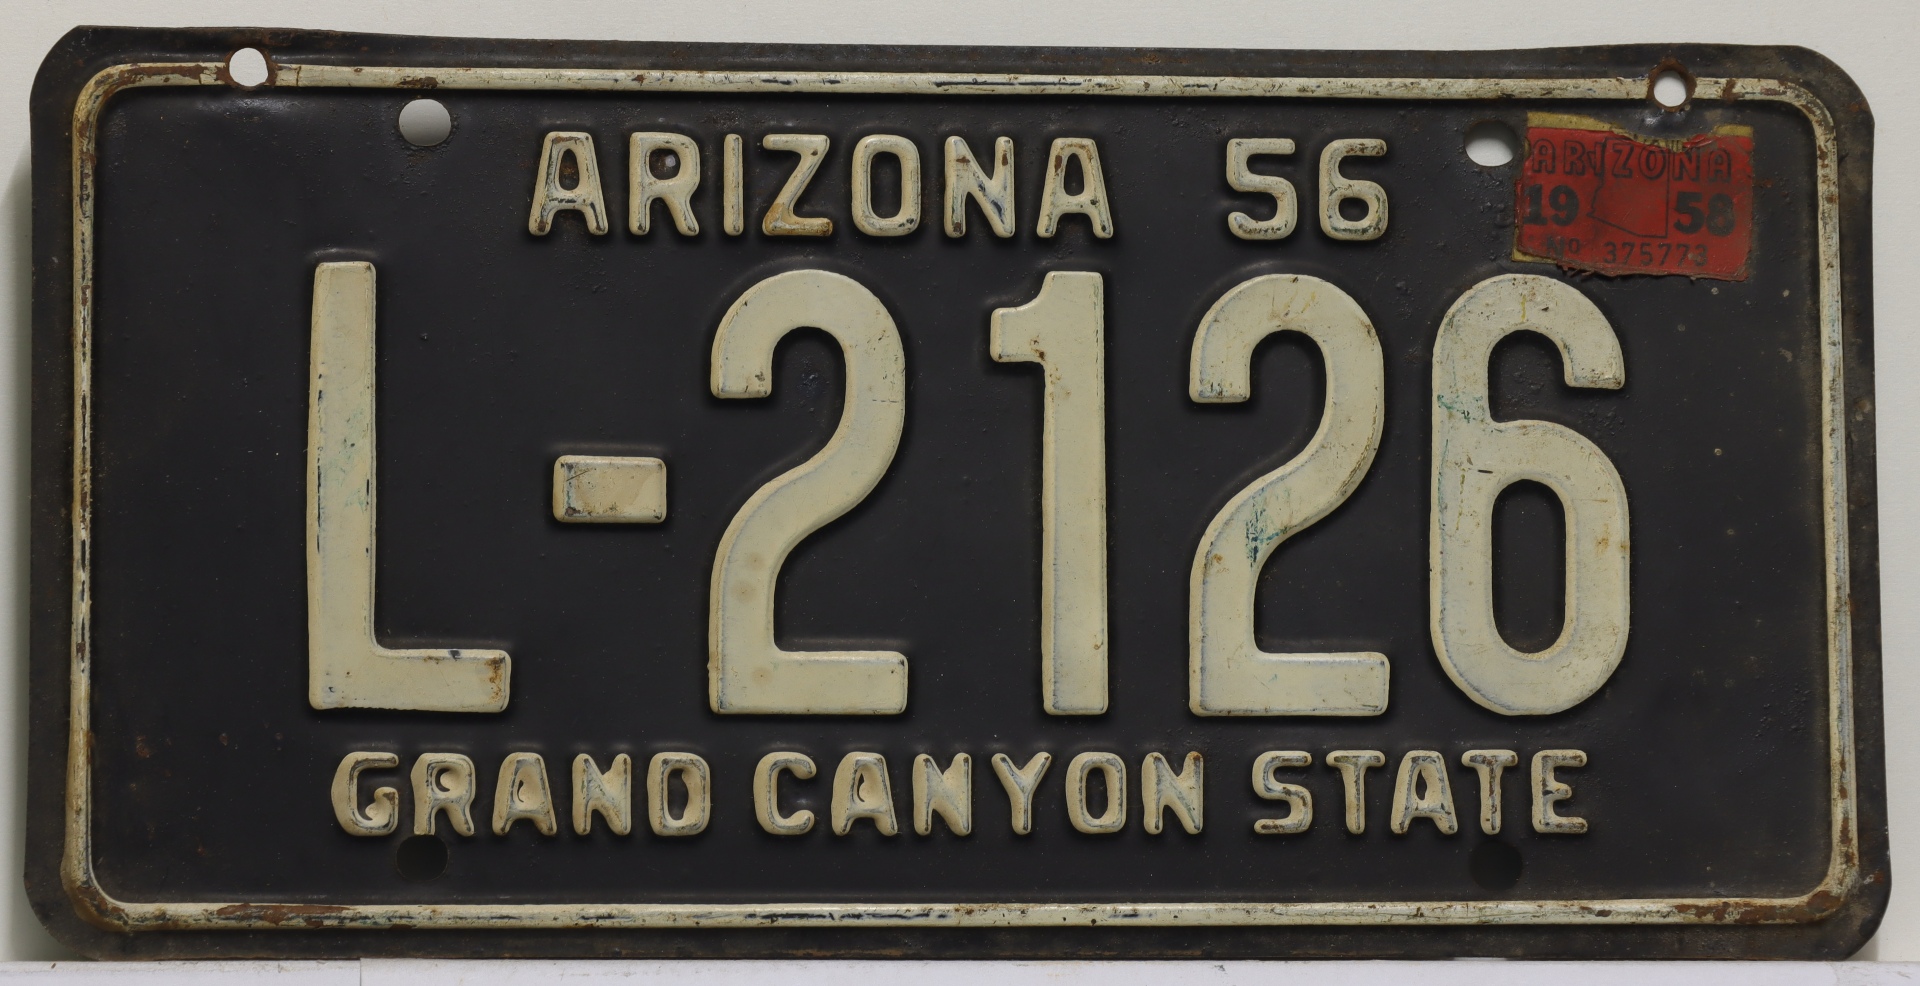 ARIZONA 56
ARIZONA
19 58
No 375773
L-2126
GRAND CANYON STATE